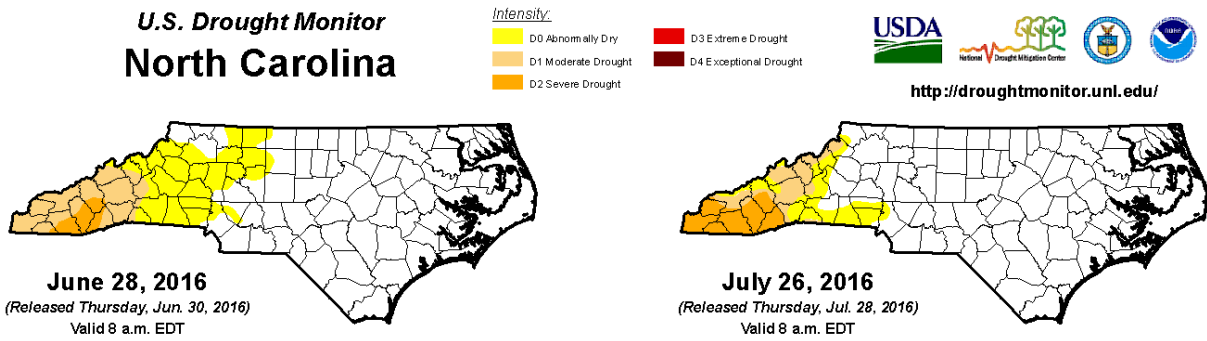 U.S. Drought Monitor
North Carolina
Intensity:
D0 Abnormally Dry
D1 Moderate Drought
D2 Severe Drought
D3 Extreme Drought
D4 Exceptional Drought
USDA
National Drought Mitigation Center
NOAA
http://droughtmonitor.unl.edu/
June 28, 2016
(Released Thursday, Jun. 30, 2016)
Valid 8 a.m. EDT
July 26, 2016
(Released Thursday, Jul. 28, 2016)
Valid 8 a.m. EDT